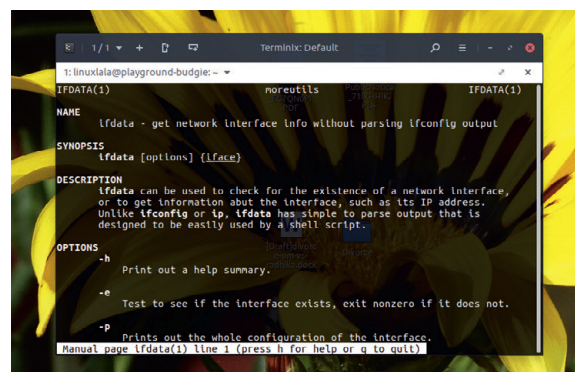 1 / 1 + Terminix: Default
1: linuxlala@playground-budgie: ~
IFDATA(1) moreutils IFDATA(1)
NAME
ifdata - get network interface info without parsing ifconfig output
SYNOPSIS
ifdata [options] {iface}
DESCRIPTION
ifdata can be used to check for the existence of a network interface,
or to get information abut the interface, such as its IP address.
Unlike ifconfig or ip, ifdata has simple to parse output that is
designed to be easily used by a shell script.
OPTIONS
-h
Print out a help summary.
-e
Test to see if the interface exists, exit nonzero if it does not.
-p
Prints out the whole configuration of the interface.
Manual page ifdata(1) line 1 (press h for help or q to quit)